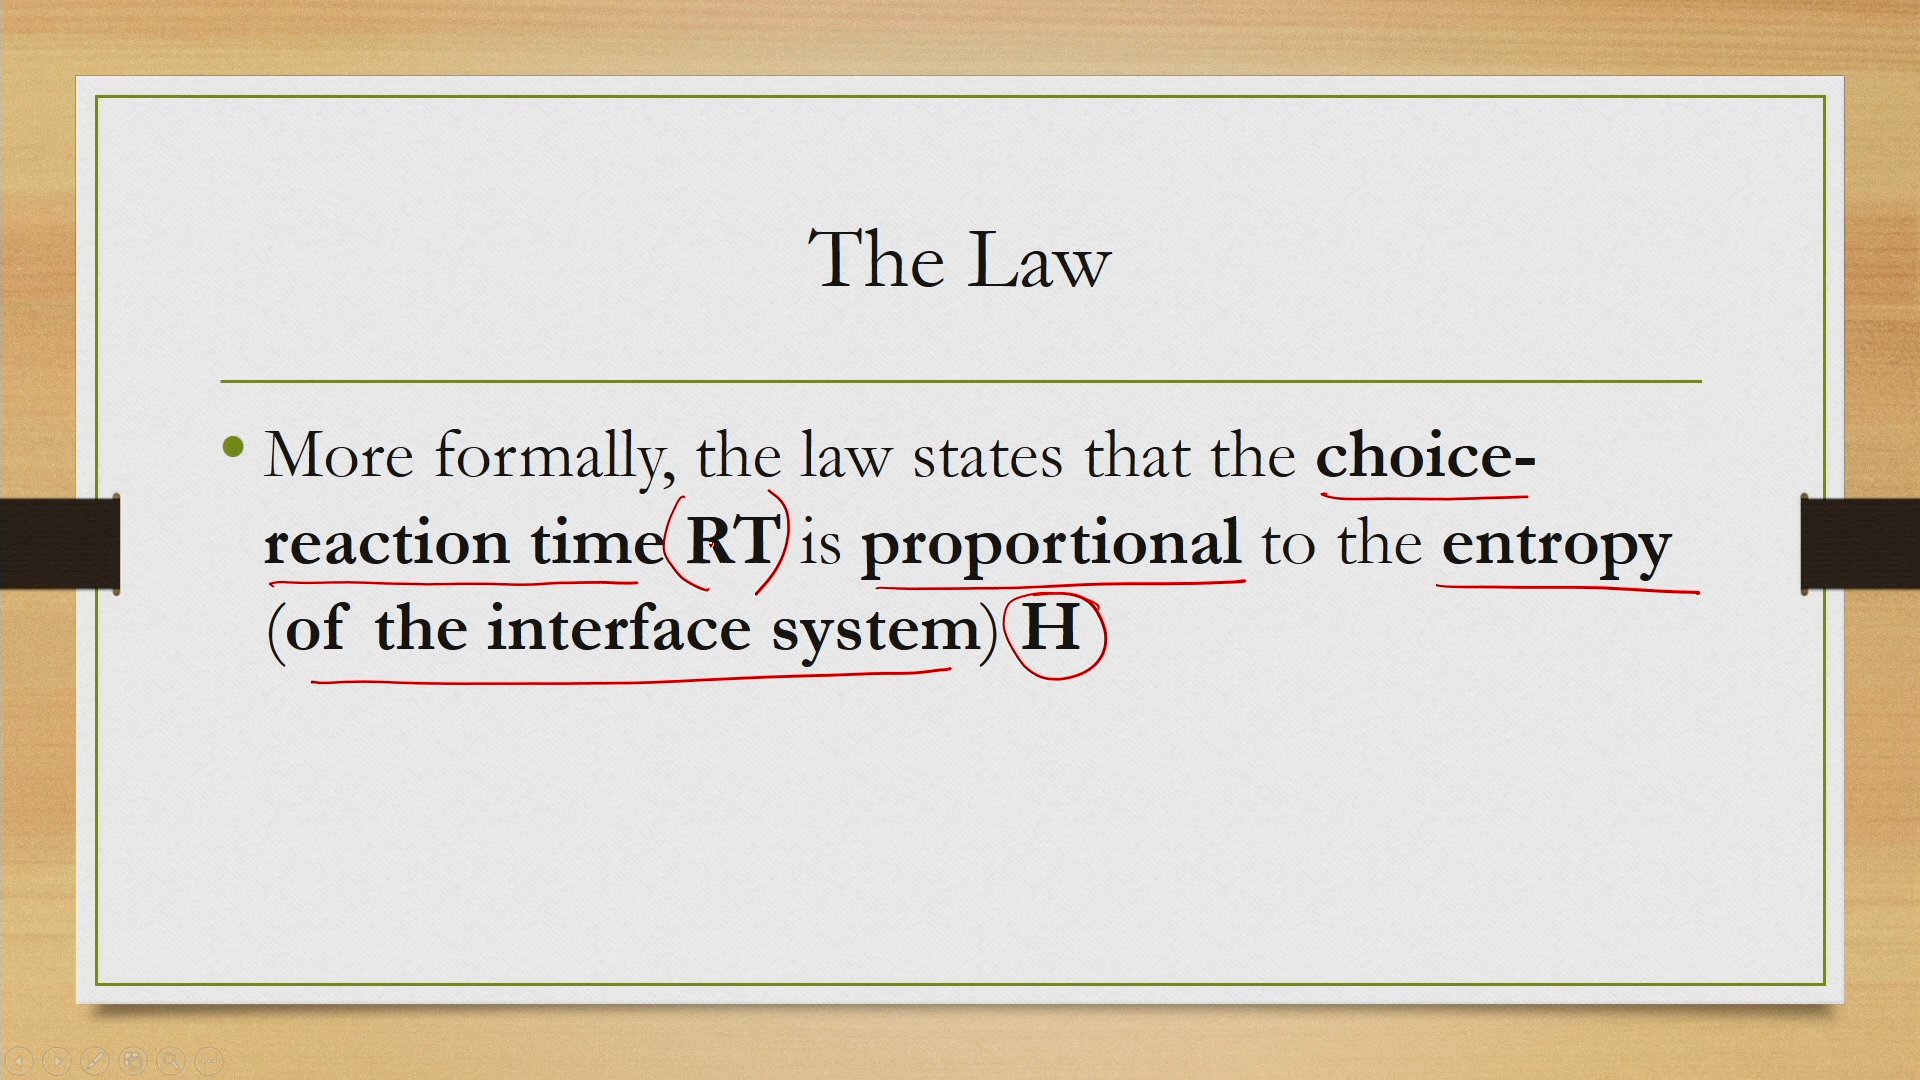 The Law
• More formally, the law states that the choice-
reaction time RT is proportional to the entropy
(of the interface system) H